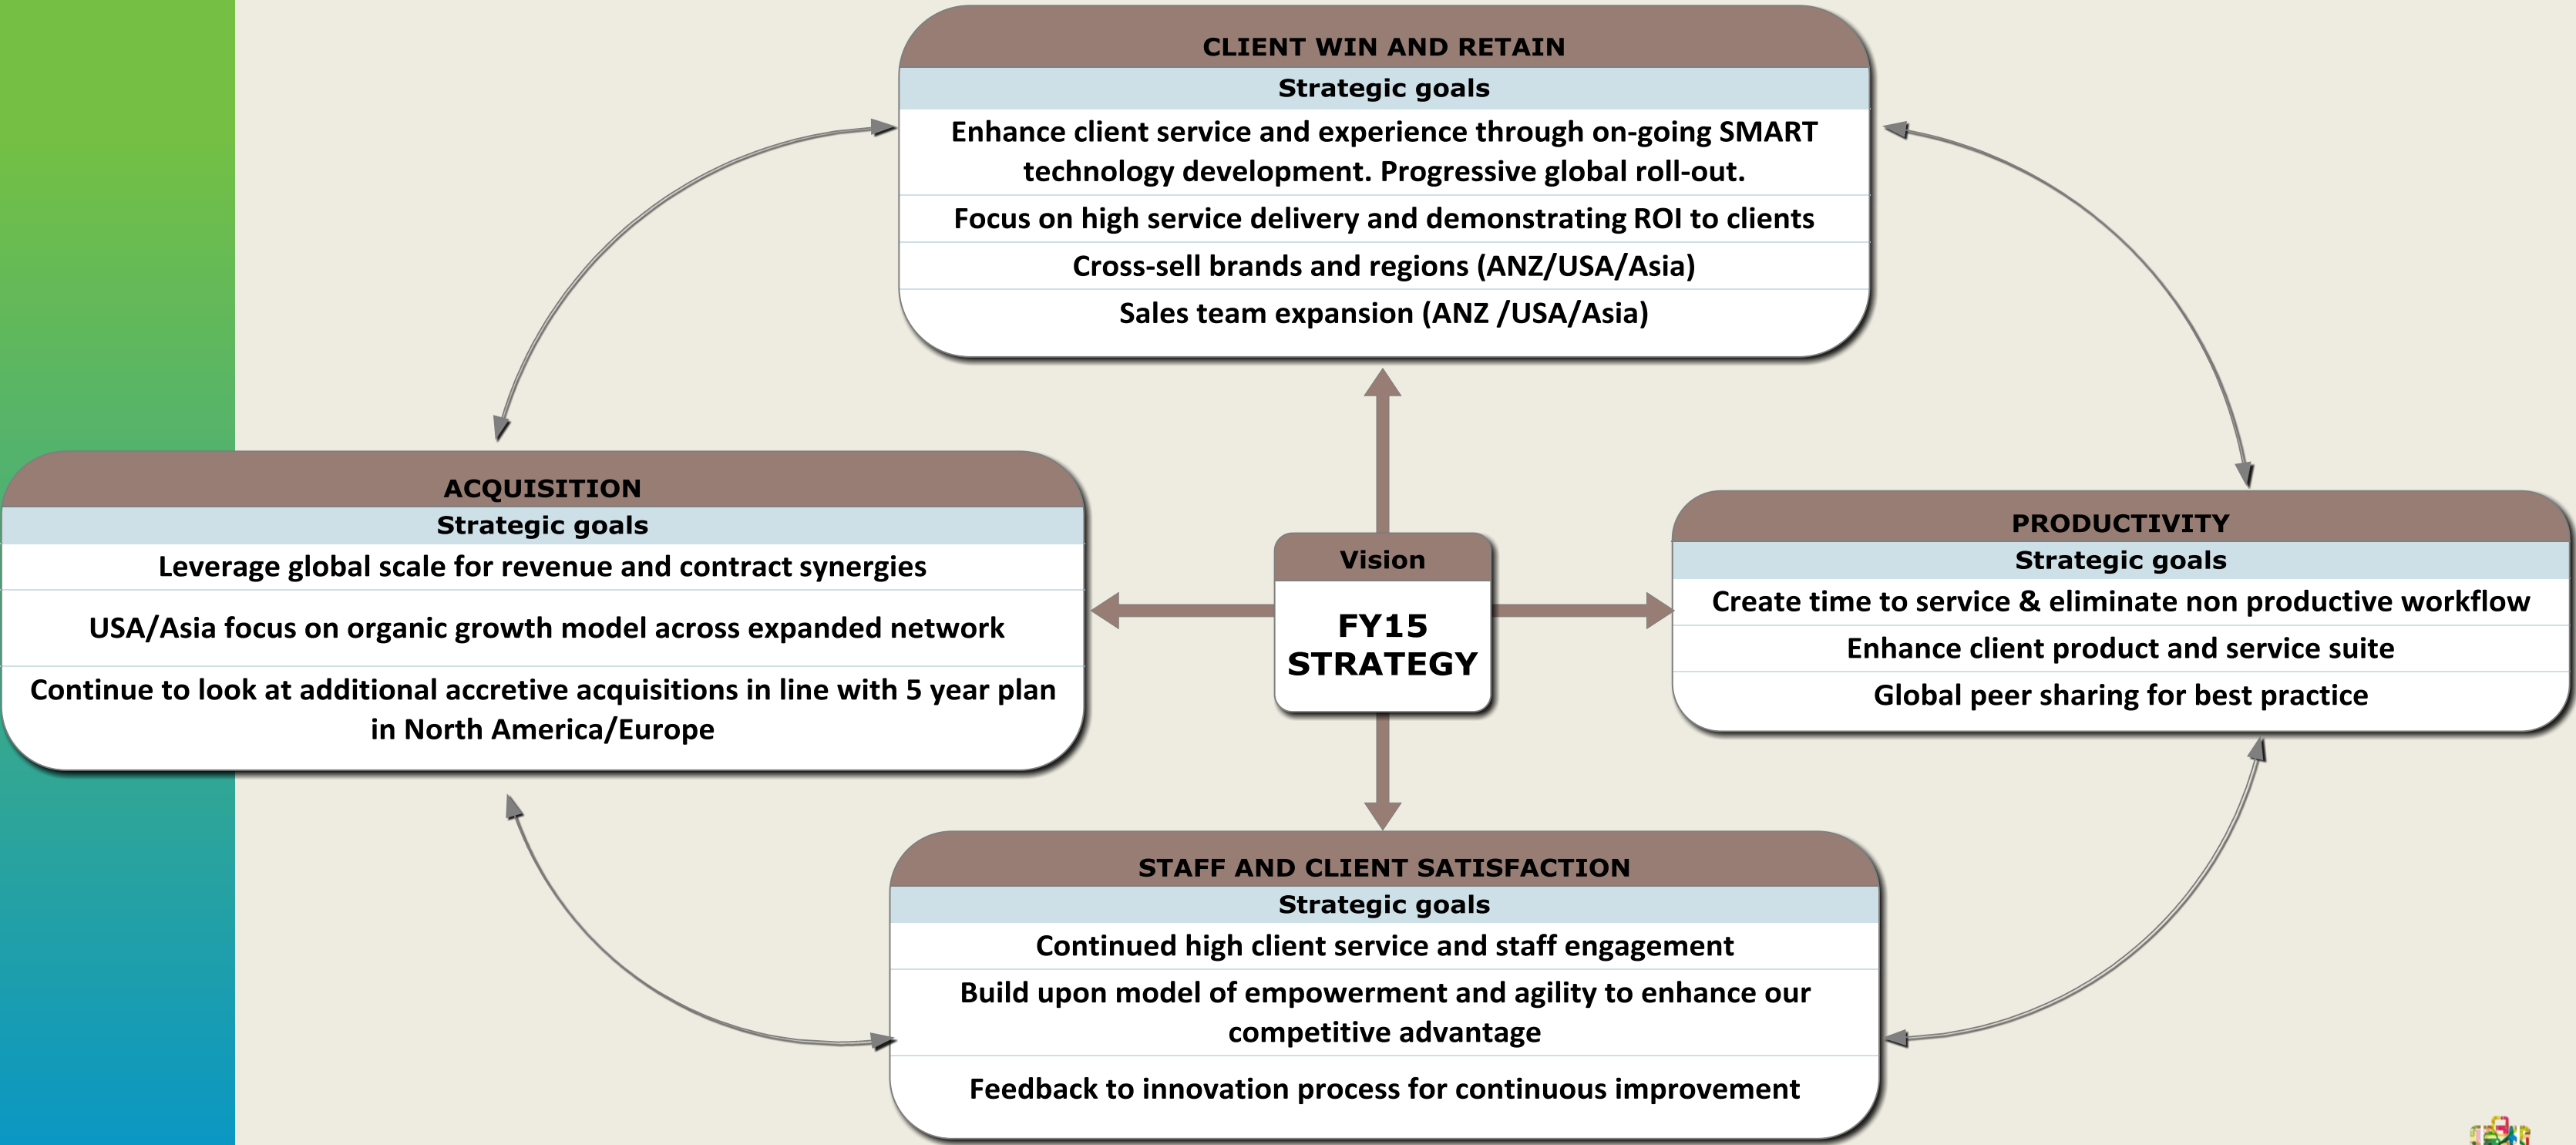 CLIENT WIN AND RETAIN
Strategic goals
Enhance client service and experience through on-going SMART
technology development. Progressive global roll-out.
Focus on high service delivery and demonstrating ROI to clients
Cross-sell brands and regions (ANZ/USA/Asia)
Sales team expansion (ANZ /USA/Asia)
ACQUISITION
Strategic goals
Leverage global scale for revenue and contract synergies
USA/Asia focus on organic growth model across expanded network
Continue to look at additional accretive acquisitions in line with 5 year plan
in North America/Europe
Vision
FY15
STRATEGY
PRODUCTIVITY
Strategic goals
Create time to service & eliminate non productive workflow
Enhance client product and service suite
Global peer sharing for best practice
STAFF AND CLIENT SATISFACTION
Strategic goals
Continued high client service and staff engagement
Build upon model of empowerment and agility to enhance our
competitive advantage
Feedback to innovation process for continuous improvement